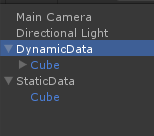 Main Camera
Directional Light
DynamicData
Cube
StaticData
Cube